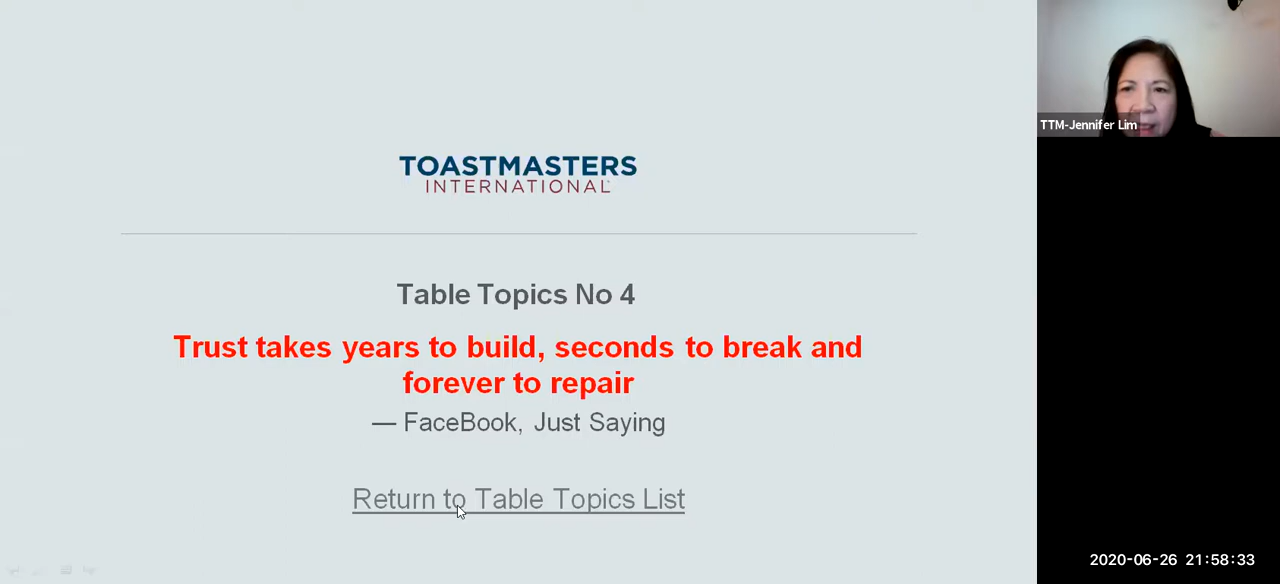 TOASTMASTERS
INTERNATIONAL
TTM-Jennifer Lim
Table Topics No 4
Trust takes years to build, seconds to break and
forever to repair
— FaceBook, Just Saying
Return to Table Topics List
2020-06-26 21:58:33